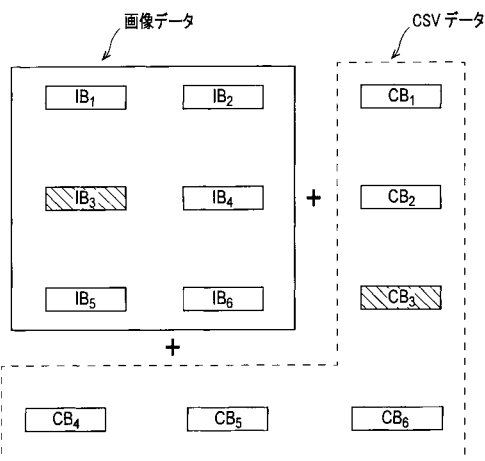 画像データ
CSV データ
IB₁ IB₂ CB₁
IB₃ IB₄ + CB₂
IB₅ IB₆ CB₃
+
CB₄ CB₅ CB₆